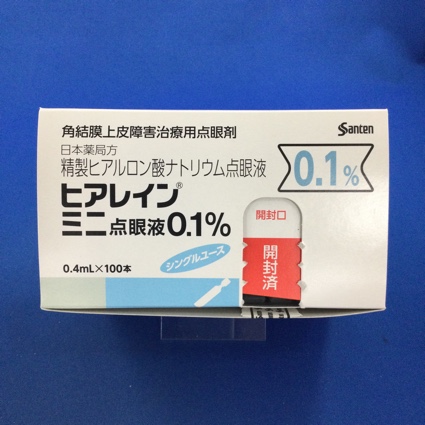 角結膜上皮障害治療用点眼剤
Santen
日本薬局方
精製ヒアルロン酸ナトリウム点眼液
0.1%
ヒアレイン®
ミニ点眼液0.1%
開封口
開封済
シングルユース
0.4mL×100本